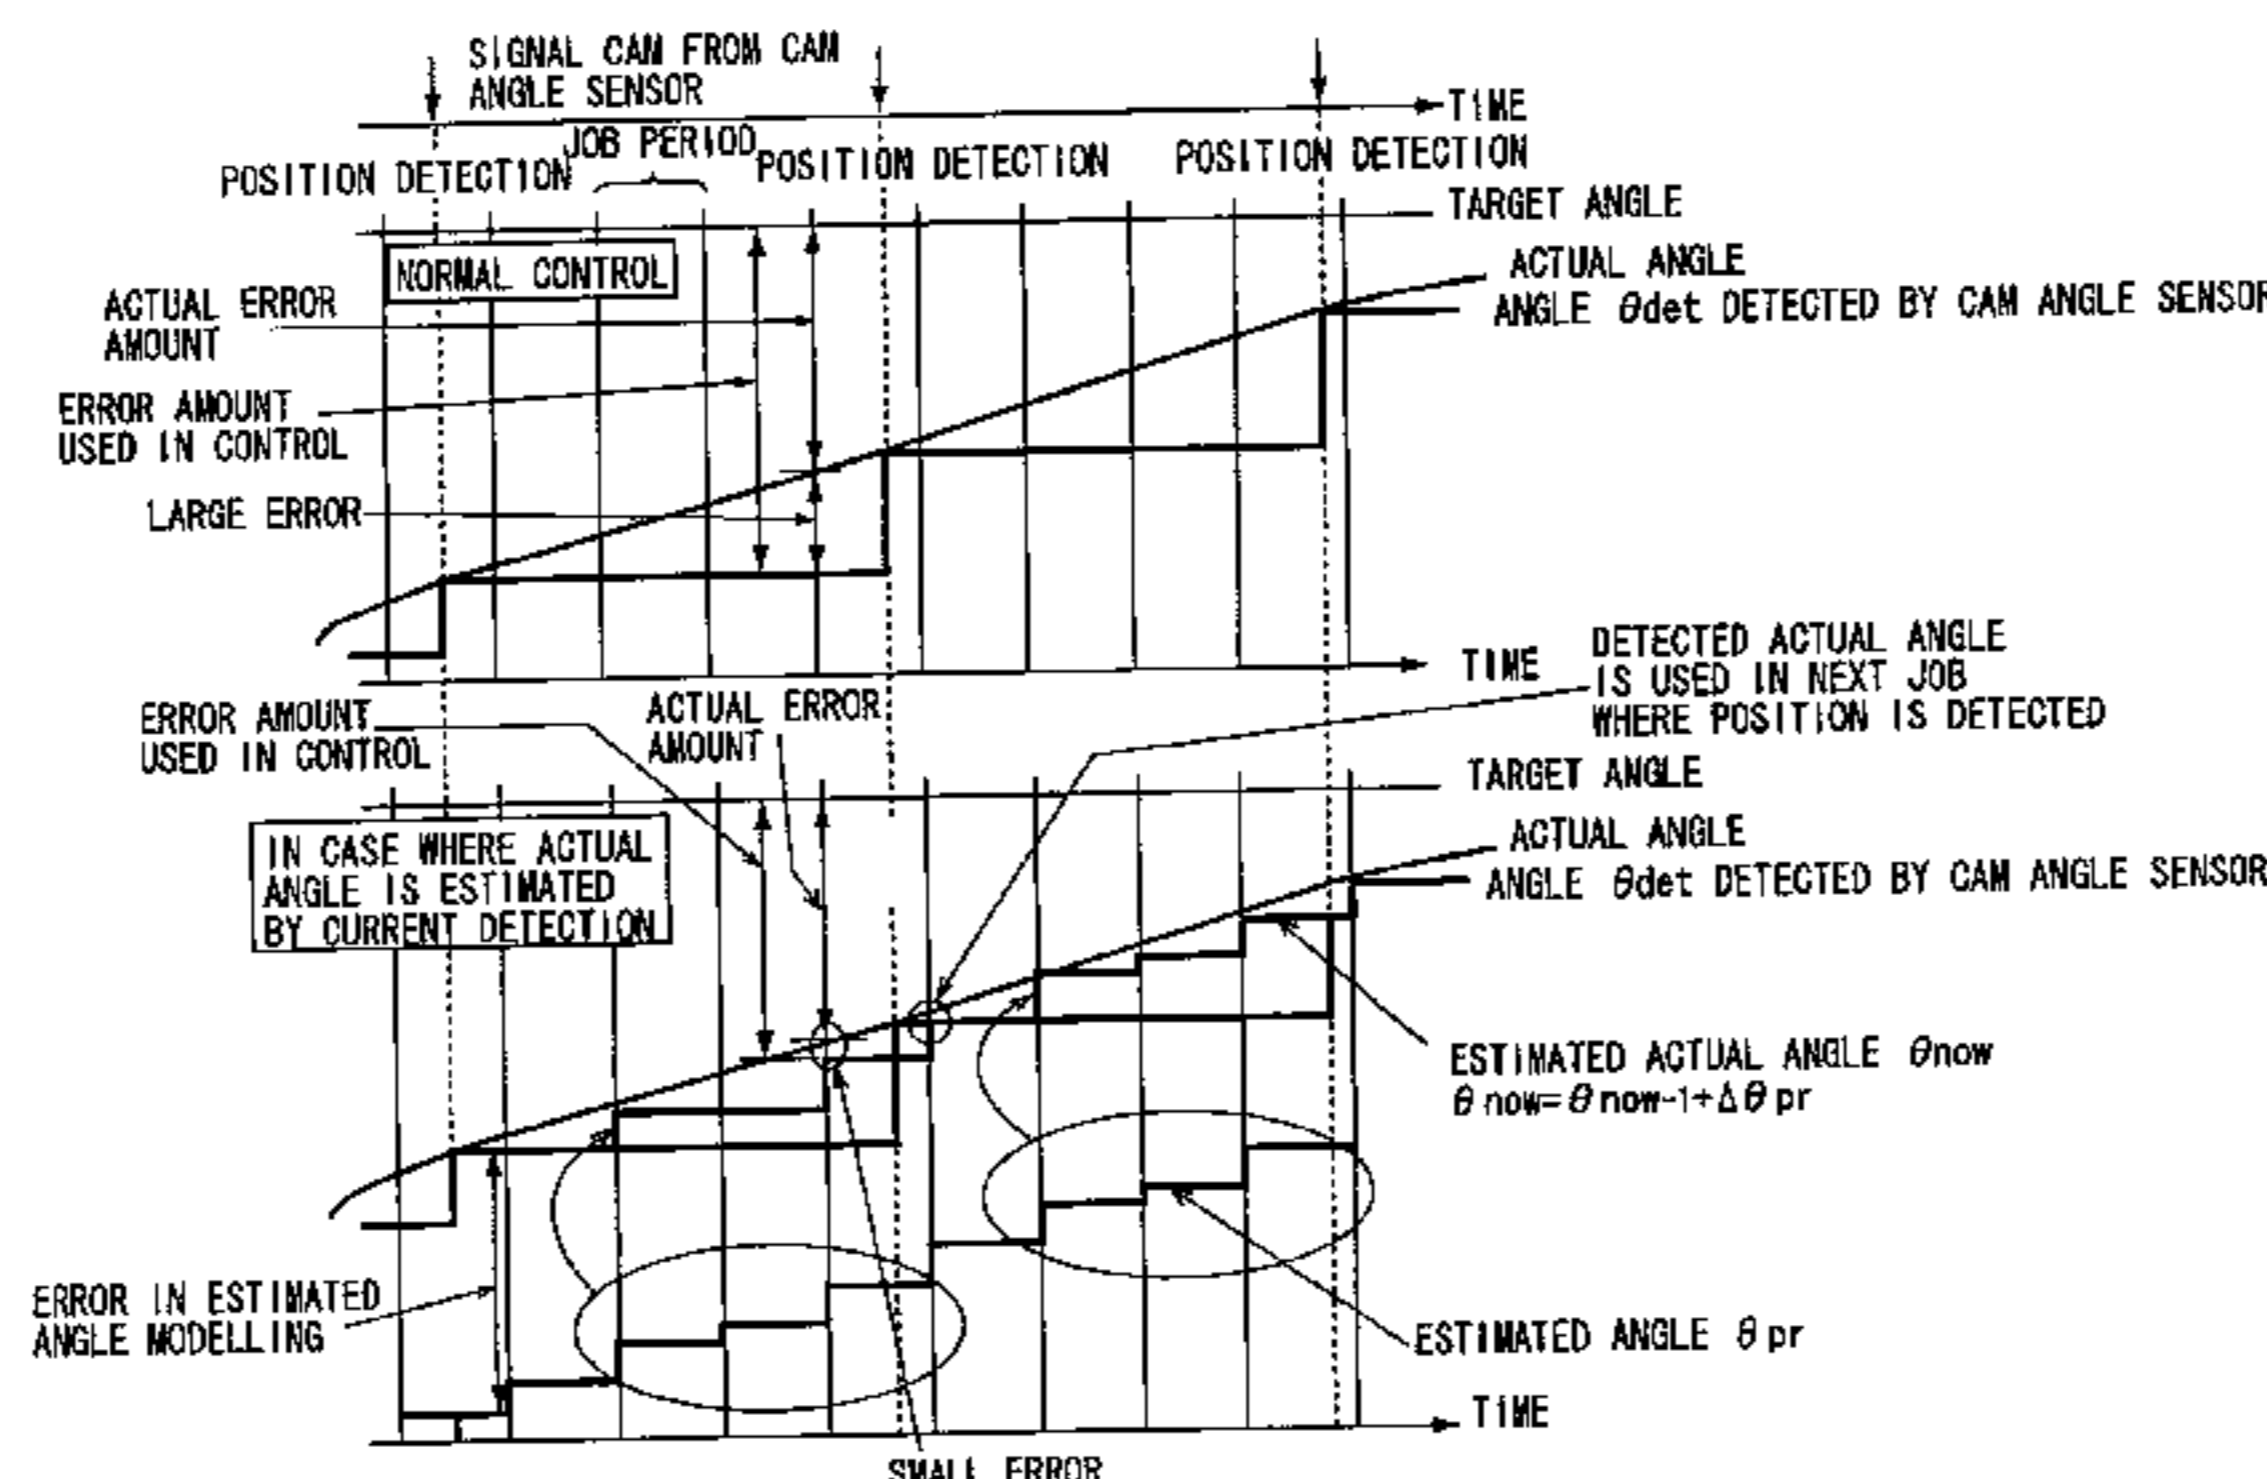 SIGNAL CAM FROM CAM
ANGLE SENSOR
TIME
JOB PERIOD
POSITION DETECTION
POSITION DETECTION
POSITION DETECTION
TARGET ANGLE
NORMAL CONTROL
ACTUAL ANGLE
ANGLE θdet DETECTED BY CAM ANGLE SENSOR
ACTUAL ERROR
AMOUNT
ERROR AMOUNT
USED IN CONTROL
LARGE ERROR
TIME
DETECTED ACTUAL ANGLE
IS USED IN NEXT JOB
WHERE POSITION IS DETECTED
ERROR AMOUNT
USED IN CONTROL
ACTUAL ERROR
AMOUNT
TARGET ANGLE
IN CASE WHERE ACTUAL
ANGLE IS ESTIMATED
BY CURRENT DETECTION
ACTUAL ANGLE
ANGLE θdet DETECTED BY CAM ANGLE SENSOR
ESTIMATED ACTUAL ANGLE θnow
θnow=θnow-1+Δθpr
ERROR IN ESTIMATED
ANGLE MODELLING
ESTIMATED ANGLE θpr
TIME
SMALL ERROR